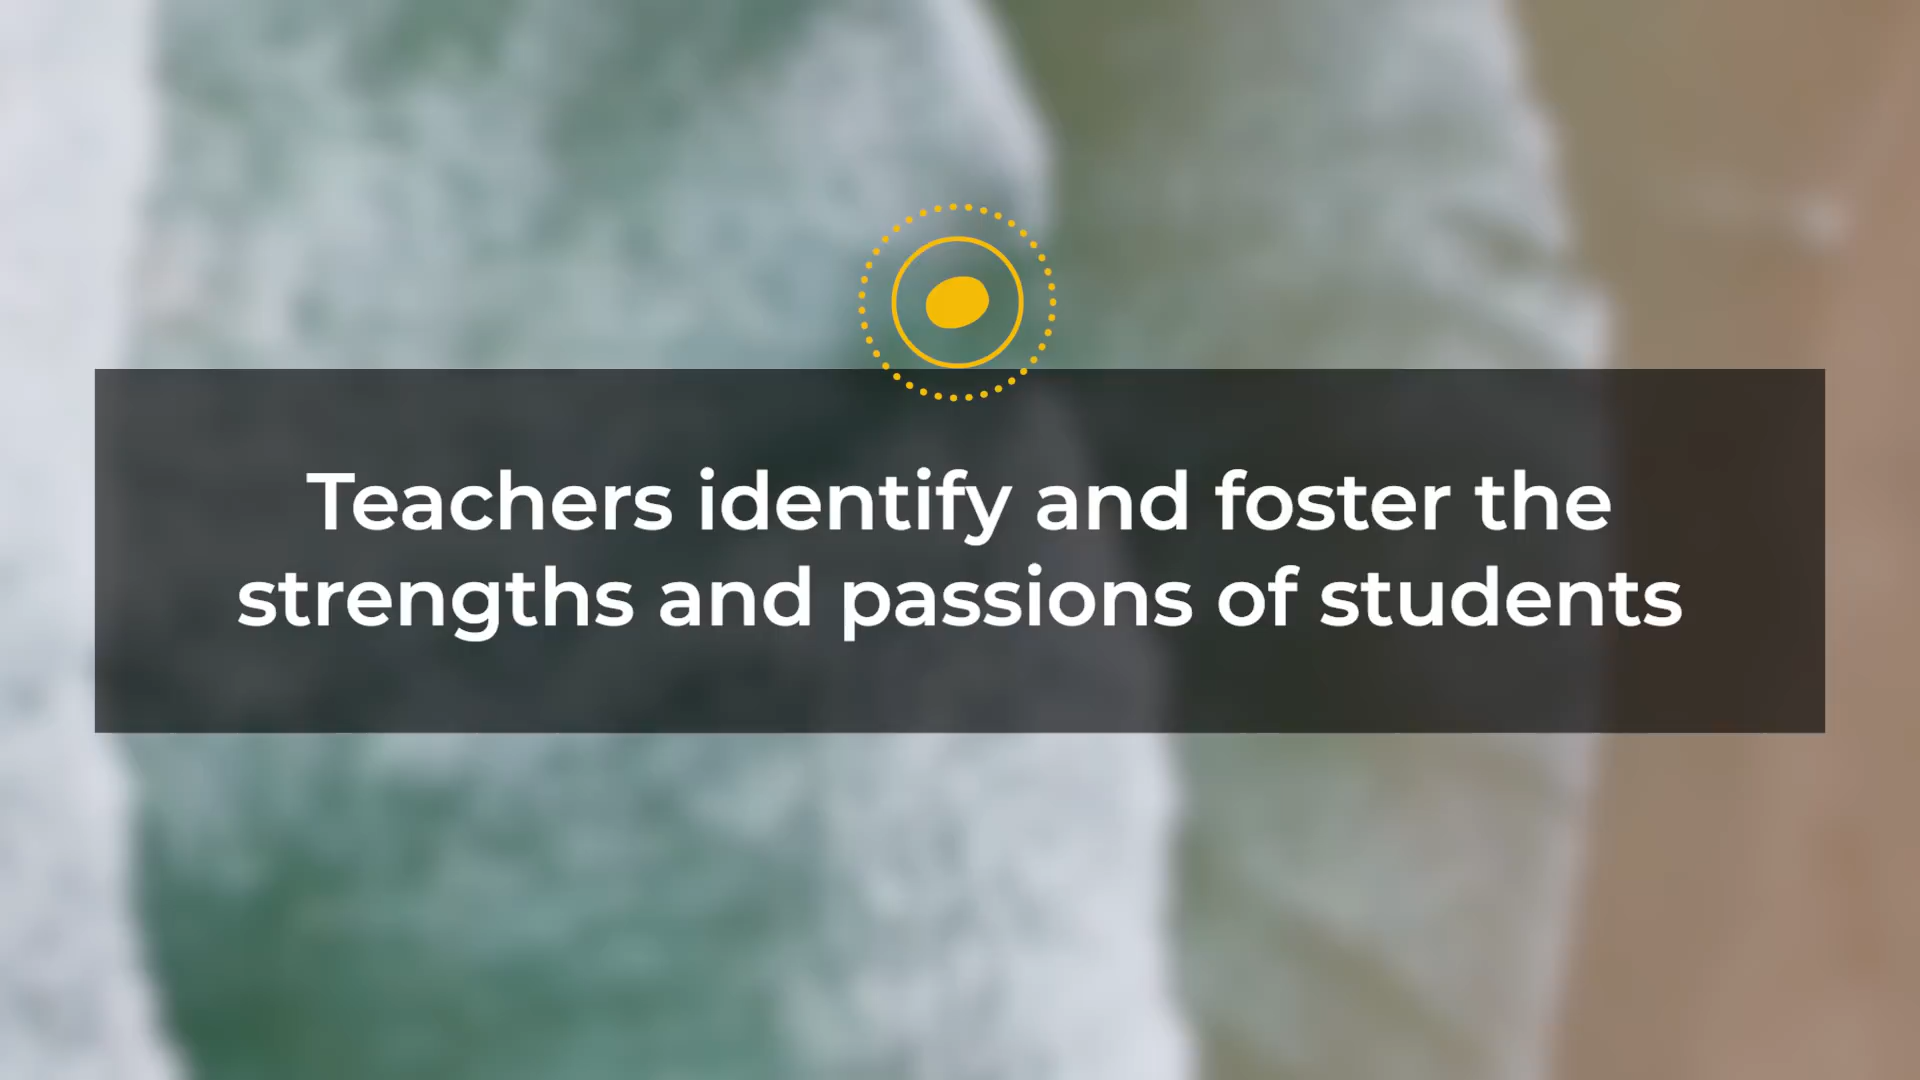 Teachers identify and foster the
strengths and passions of students